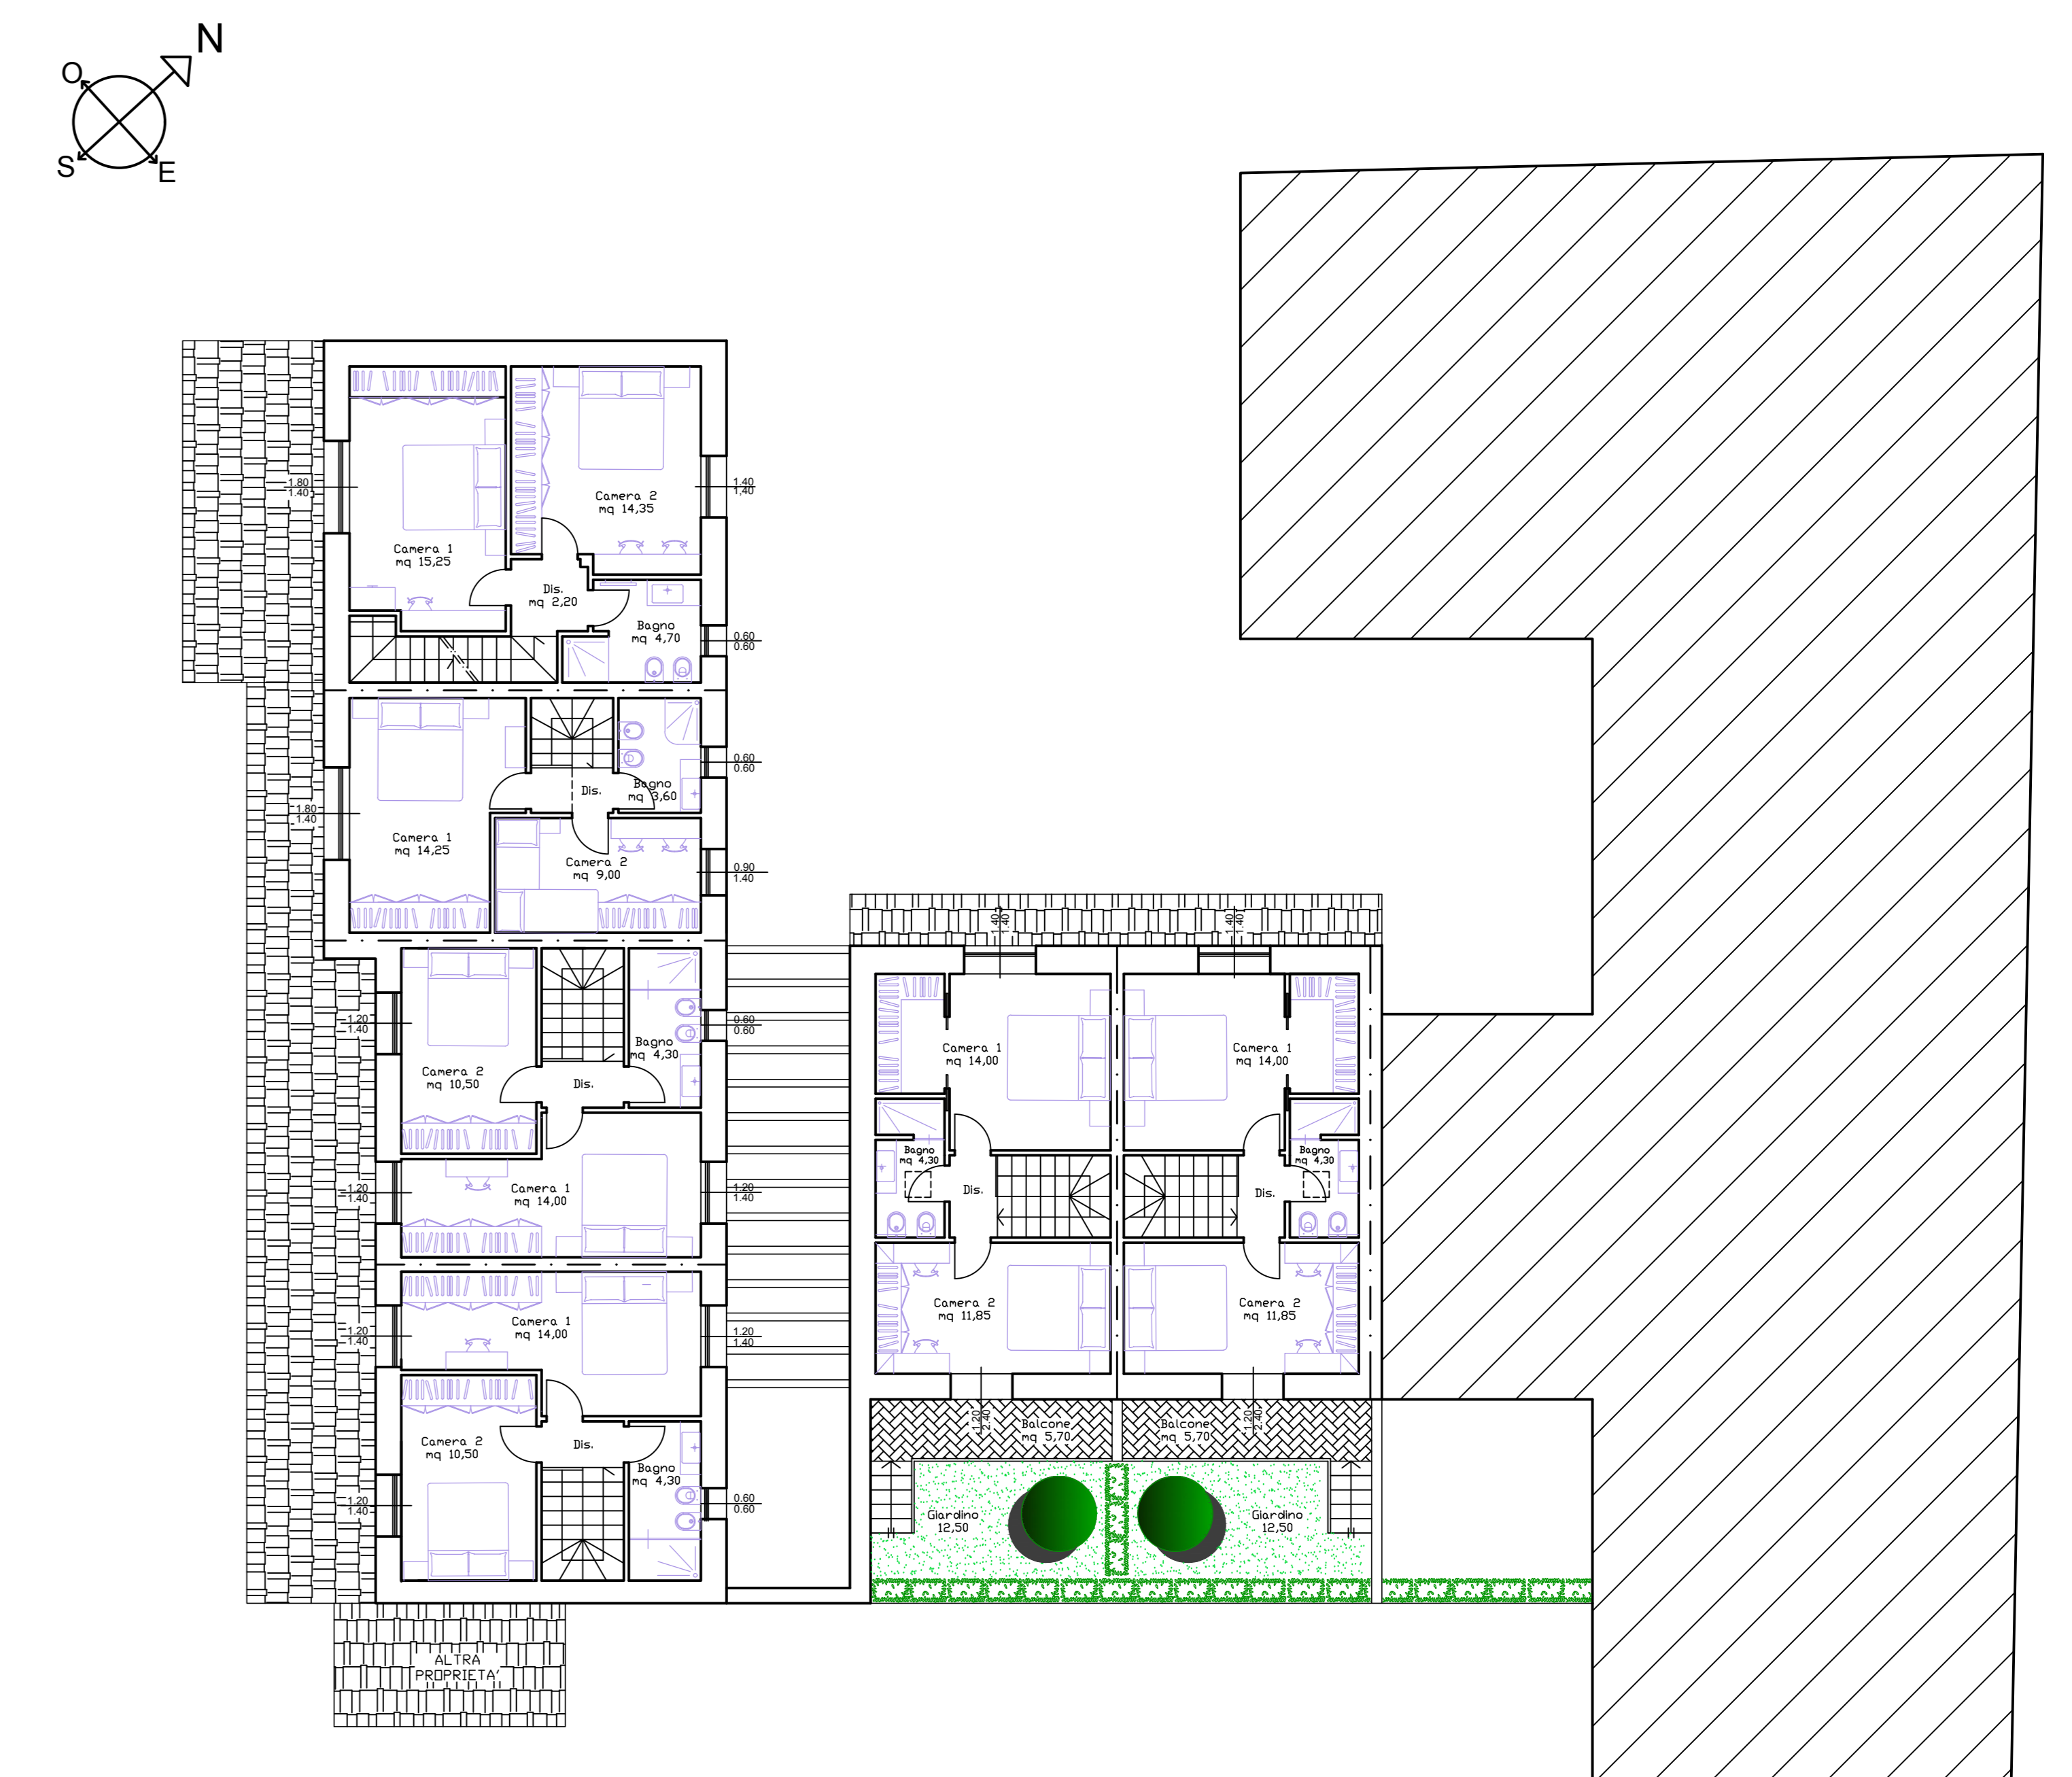 N
O
S
E
1.80
1.40
Camera 2
mq 14,35
1.40
1,40
Camera 1
mq 15,25
Dis.
mq 2,20
Bagno
mq 4,70
0.60
0.60
0.60
0.60
Dis.
Bagno
mq 3,60
1.80
1.40
Camera 1
mq 14,25
Camera 2
mq 9,00
0.90
1.40
1.40
1.40
1.40
1.40
1.20
1.40
0.60
0.60
Bagno
mq 4,30
Camera 2
mq 10,50
Dis.
Camera 1
mq 14,00
Camera 1
mq 14,00
Bagno
mq 4,30
Bagno
mq 4,30
1.20
1.40
Camera 1
mq 14,00
1.20
1.40
Dis.
Dis.
1.20
1.40
Camera 1
mq 14,00
1.20
1.40
Camera 2
mq 11,85
Camera 2
mq 11,85
Camera 2
mq 10,50
Dis.
Bagno
mq 4,30
1.20
2.40
Balcone
mq 5,70
Balcone
mq 5,70
1.20
2.40
1.20
1.40
0.60
0.60
Giardino
12,50
Giardino
12,50
ALTRA
PROPRIETA'